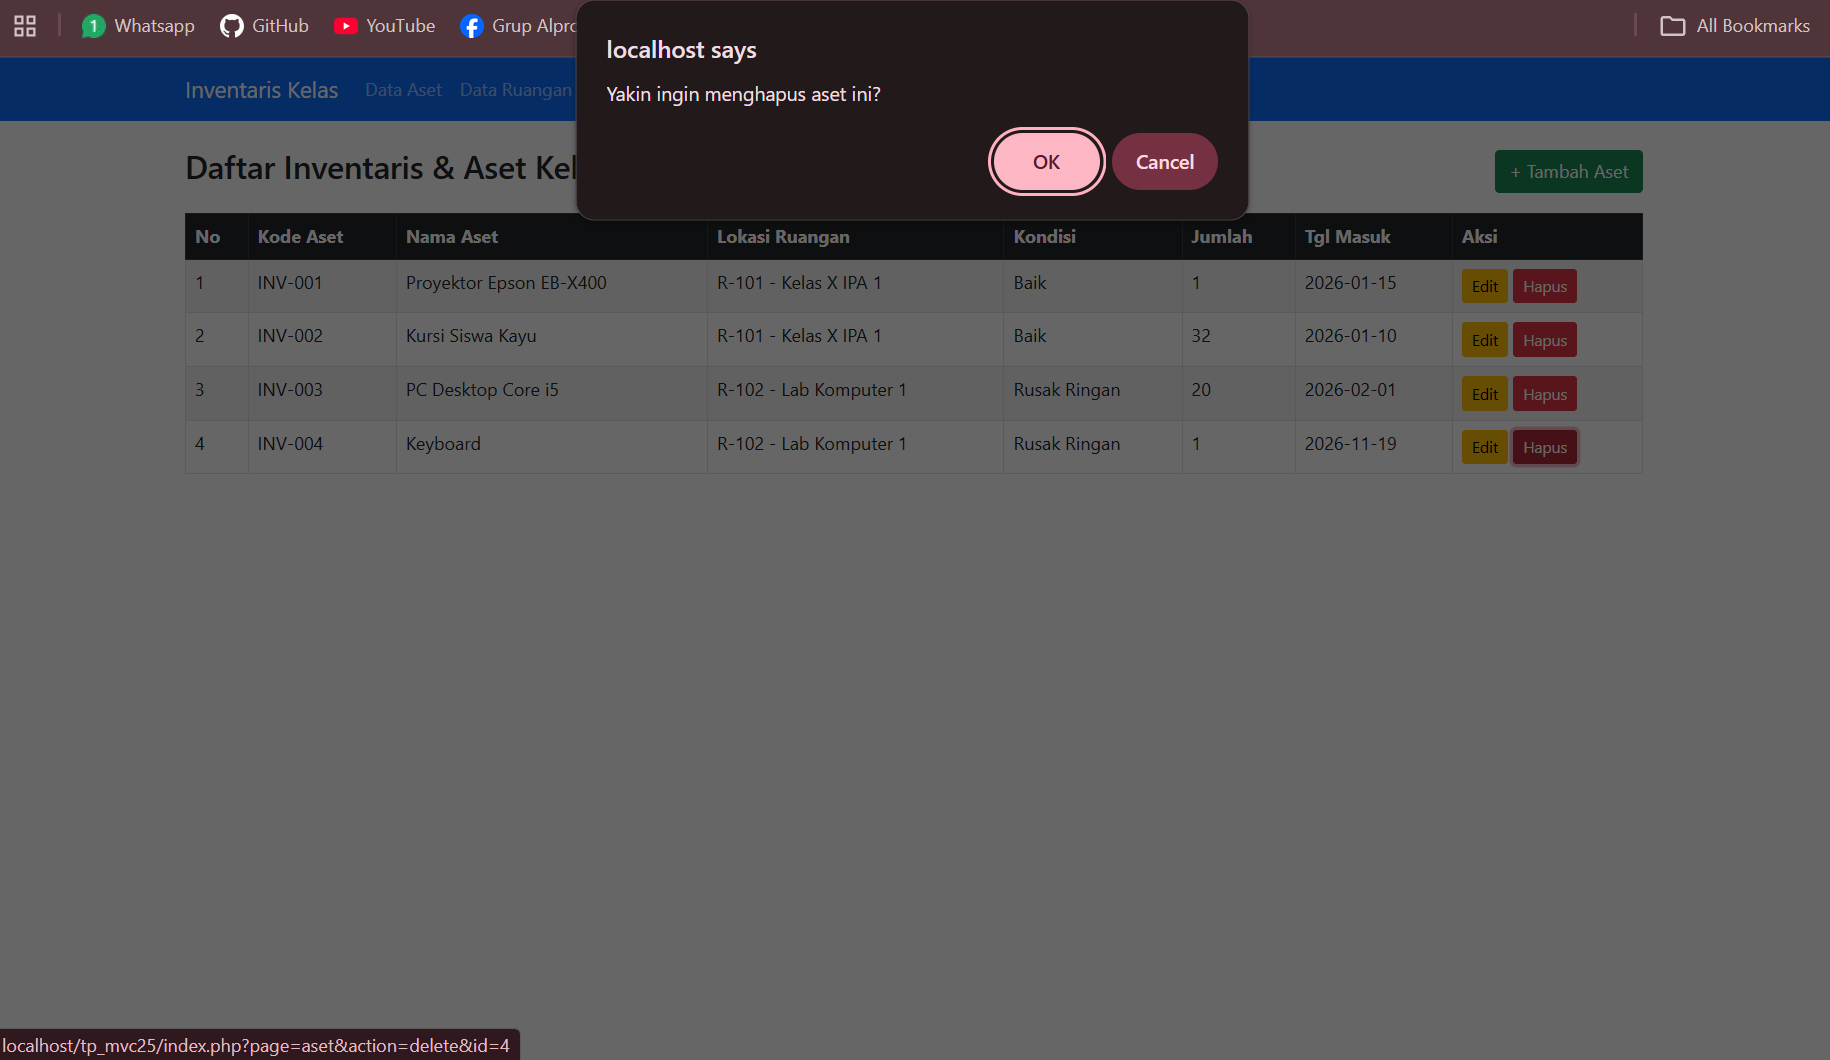 Whatsapp GitHub YouTube Grup Alpro All Bookmarks
localhost says
Yakin ingin menghapus aset ini?
OK Cancel
Inventaris Kelas Data Aset Data Ruangan
Daftar Inventaris & Aset Kel
+ Tambah Aset
No Kode Aset Nama Aset Lokasi Ruangan Kondisi Jumlah Tgl Masuk Aksi
1 INV-001 Proyektor Epson EB-X400 R-101 - Kelas X IPA 1 Baik 1 2026-01-15 Edit Hapus
2 INV-002 Kursi Siswa Kayu R-101 - Kelas X IPA 1 Baik 32 2026-01-10 Edit Hapus
3 INV-003 PC Desktop Core i5 R-102 - Lab Komputer 1 Rusak Ringan 20 2026-02-01 Edit Hapus
4 INV-004 Keyboard R-102 - Lab Komputer 1 Rusak Ringan 1 2026-11-19 Edit Hapus
localhost/tp_mvc25/index.php?page=aset&action=delete&id=4